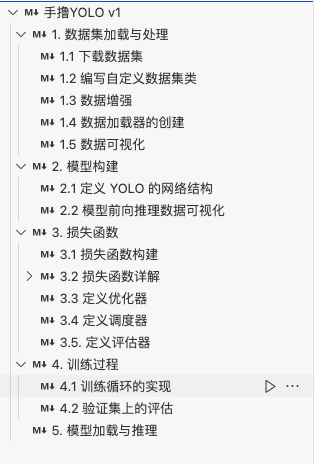 手撸YOLO v1
1. 数据集加载与处理
1.1 下载数据集
1.2 编写自定义数据集类
1.3 数据增强
1.4 数据加载器的创建
1.5 数据可视化
2. 模型构建
2.1 定义 YOLO 的网络结构
2.2 模型前向推理数据可视化
3. 损失函数
3.1 损失函数构建
3.2 损失函数详解
3.3 定义优化器
3.4 定义调度器
3.5. 定义评估器
4. 训练过程
4.1 训练循环的实现
4.2 验证集上的评估
5. 模型加载与推理